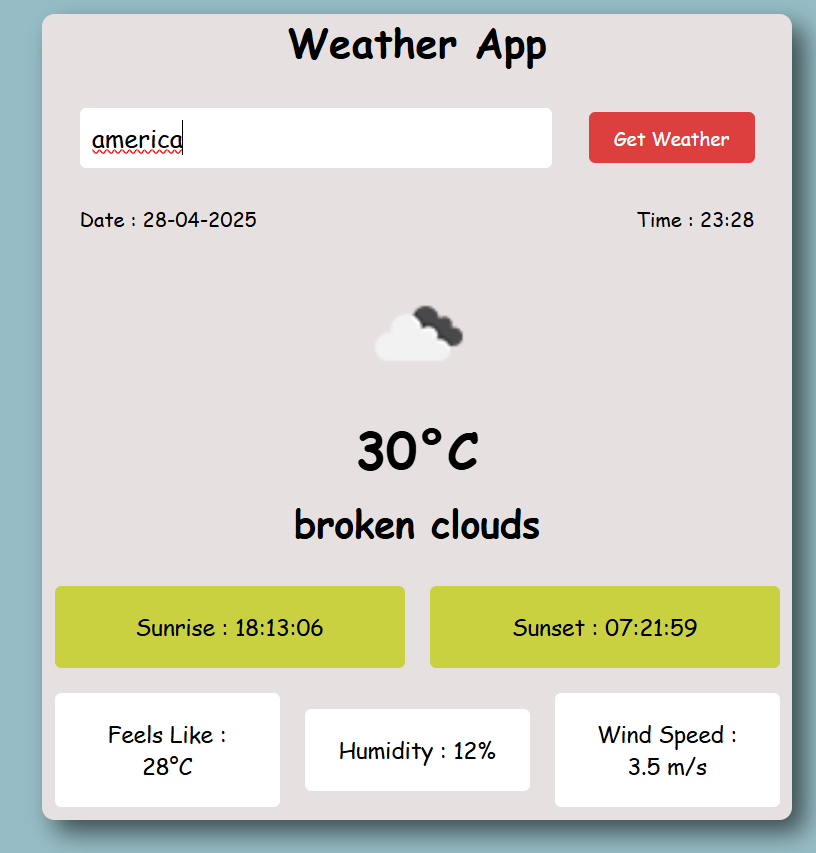 Weather App
america
Get Weather
Date : 28-04-2025
Time : 23:28
30°C
broken clouds
Sunrise : 18:13:06
Sunset : 07:21:59
Feels Like :
28°C
Humidity : 12%
Wind Speed :
3.5 m/s